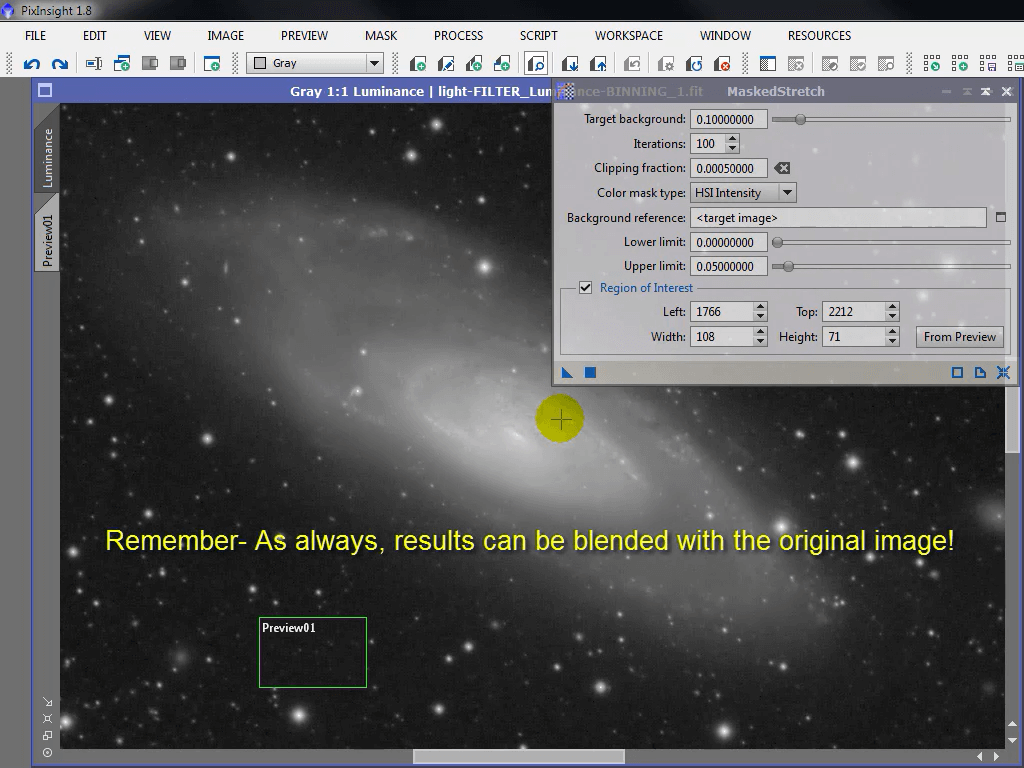 PixInsight 1.8
FILE EDIT VIEW IMAGE PREVIEW MASK PROCESS SCRIPT WORKSPACE WINDOW RESOURCES
Gray
Gray 1:1 Luminance | light-FILTER_Luminance-BINNING_1.fit
MaskedStretch
Target background: 0.10000000
Iterations: 100
Clipping fraction: 0.00050000
Color mask type: HSI Intensity
Background reference: <target image>
Lower limit: 0.00000000
Upper limit: 0.05000000
Region of Interest
Left: 1766 Top: 2212
Width: 108 Height: 71 From Preview
Luminance
Preview01
Remember- As always, results can be blended with the original image!
Preview01